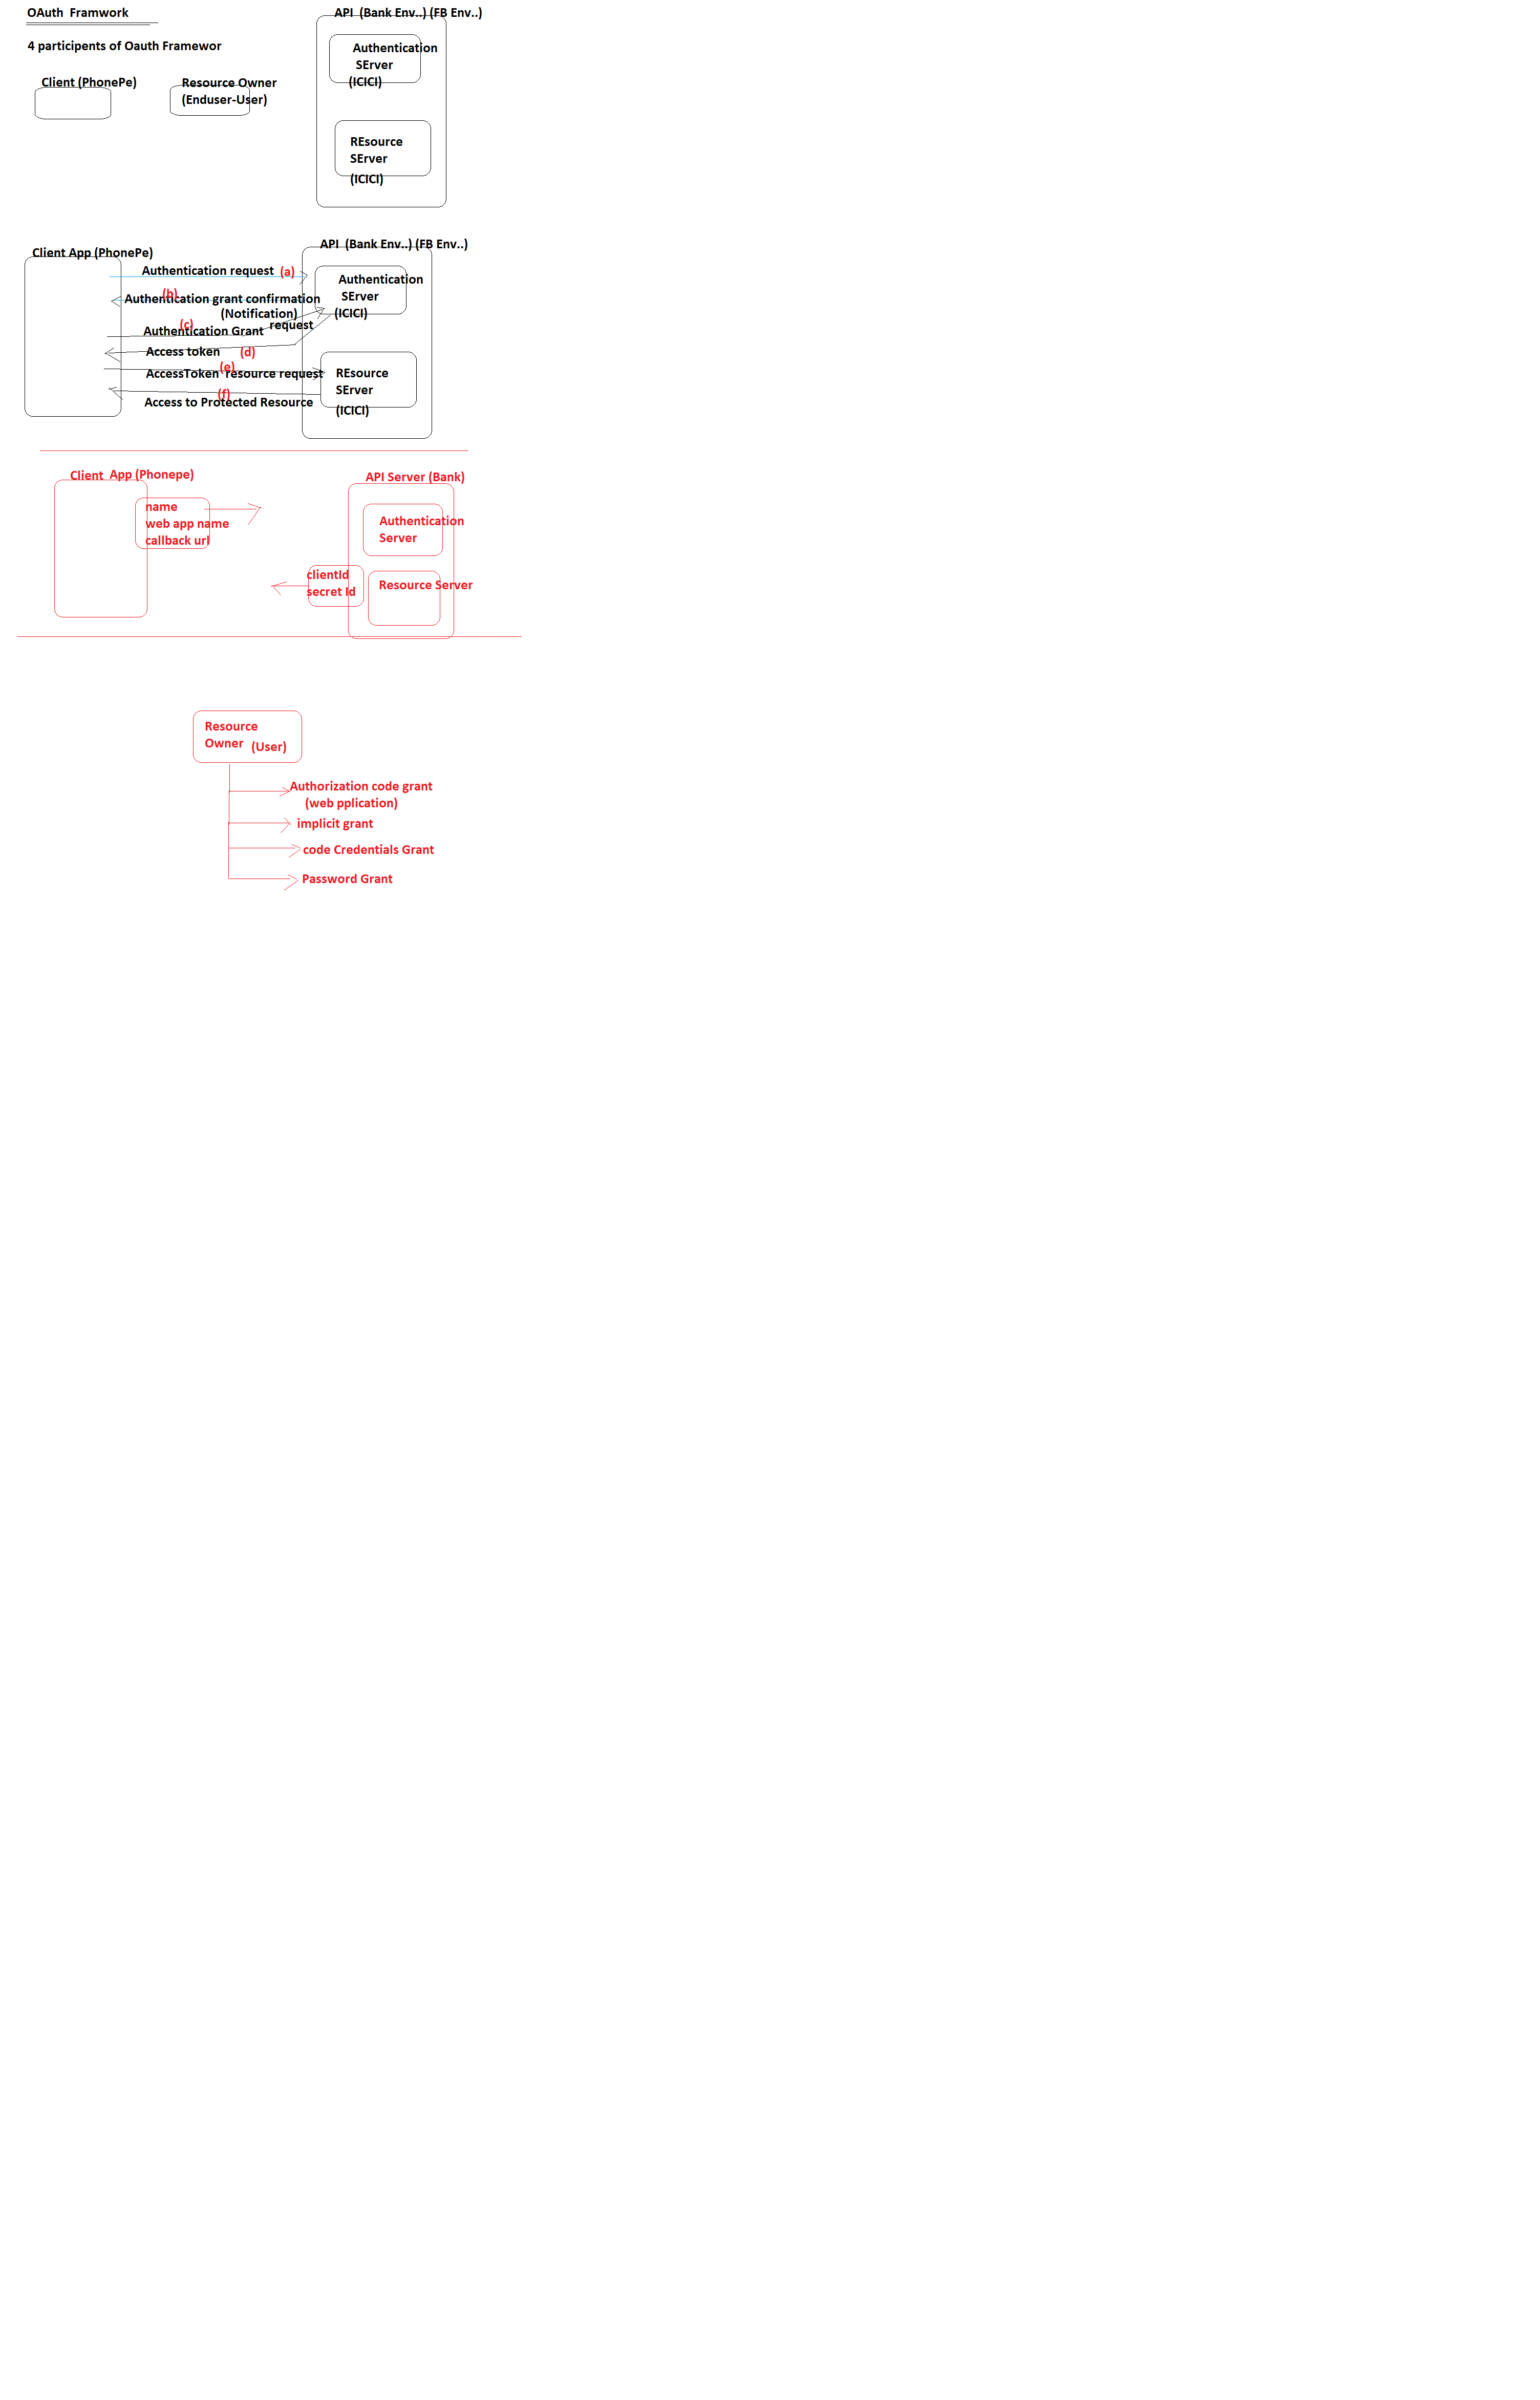 OAuth  Framwork
API  (Bank Env..) (FB Env..)
4 participents of Oauth Framewor
Authentication
SErver
(ICICI)
Client (PhonePe)
Resource Owner
(Enduser-User)
REsource
SErver
(ICICI)
Client App (PhonePe)
API  (Bank Env..) (FB Env..)
Authentication request (a)
Authentication
SErver
(ICICI)
(b)
Authentication grant confirmation
(Notification)
(c)
Authentication Grant request
Access token (d)
(e)
AccessToken  resource request
REsource
SErver
(ICICI)
(f)
Access to Protected Resource
Client App (Phonepe)
API Server (Bank)
name
web app name
callback url
Authentication
Server
clientId
secret Id
Resource Server
Resource
Owner (User)
Authorization code grant
(web pplication)
implicit grant
code Credentials Grant
Password Grant